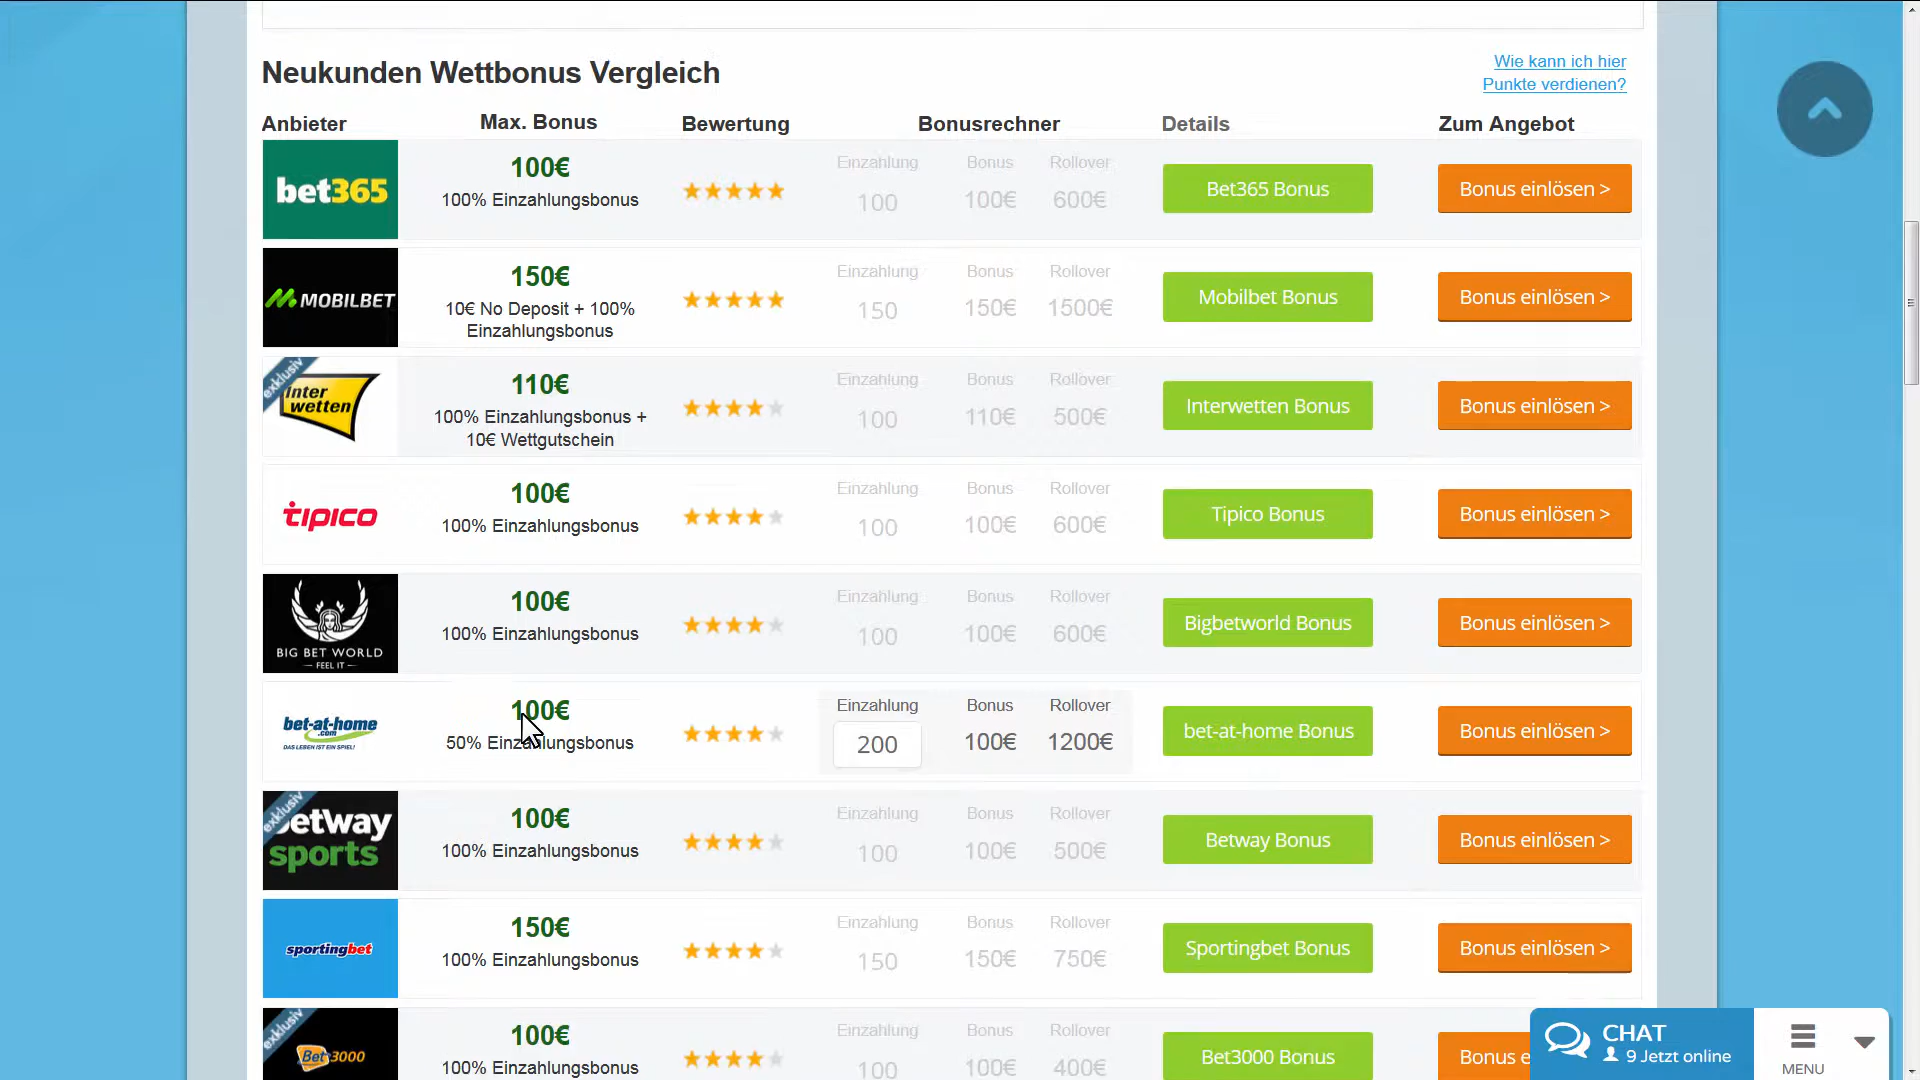 Neukunden Wettbonus Vergleich
Wie kann ich hier
Punkte verdienen?
Anbieter Max. Bonus Bewertung Bonusrechner Details Zum Angebot
bet365
100€
100% Einzahlungsbonus
Einzahlung Bonus Rollover
100 100€ 600€
Bet365 Bonus
Bonus einlösen >
MOBILBET
150€
10€ No Deposit + 100%
Einzahlungsbonus
Einzahlung Bonus Rollover
150 150€ 1500€
Mobilbet Bonus
Bonus einlösen >
exklusiv
inter
wetten
110€
100% Einzahlungsbonus +
10€ Wettgutschein
Einzahlung Bonus Rollover
100 110€ 500€
Interwetten Bonus
Bonus einlösen >
tipico
100€
100% Einzahlungsbonus
Einzahlung Bonus Rollover
100 100€ 600€
Tipico Bonus
Bonus einlösen >
BIG BET WORLD
FEEL IT
100€
100% Einzahlungsbonus
Einzahlung Bonus Rollover
100 100€ 600€
Bigbetworld Bonus
Bonus einlösen >
bet-at-home
.com
DAS LEBEN IST EIN SPIEL!
100€
50% Einzahlungsbonus
Einzahlung Bonus Rollover
200 100€ 1200€
bet-at-home Bonus
Bonus einlösen >
exklusiv
betway
sports
100€
100% Einzahlungsbonus
Einzahlung Bonus Rollover
100 100€ 500€
Betway Bonus
Bonus einlösen >
sportingbet
150€
100% Einzahlungsbonus
Einzahlung Bonus Rollover
150 150€ 750€
Sportingbet Bonus
Bonus einlösen >
exklusiv
Bet3000
100€
100% Einzahlungsbonus
Einzahlung Bonus Rollover
100 100€ 400€
Bet3000 Bonus
Bonus e
CHAT
9 Jetzt online
MENU